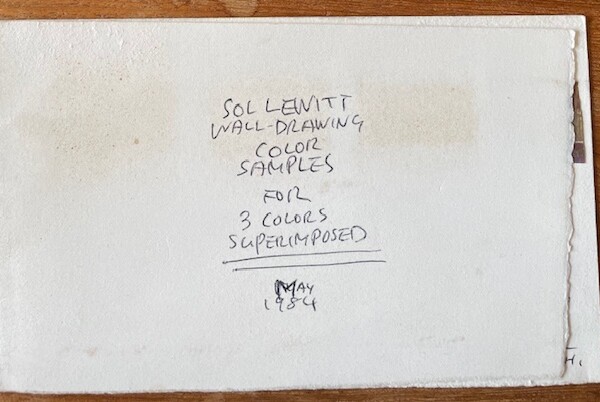 SOL LEWITT
WALL-DRAWING
COLOR
SAMPLES
FOR
3 COLORS
SUPERIMPOSED
MAY
1984
H.